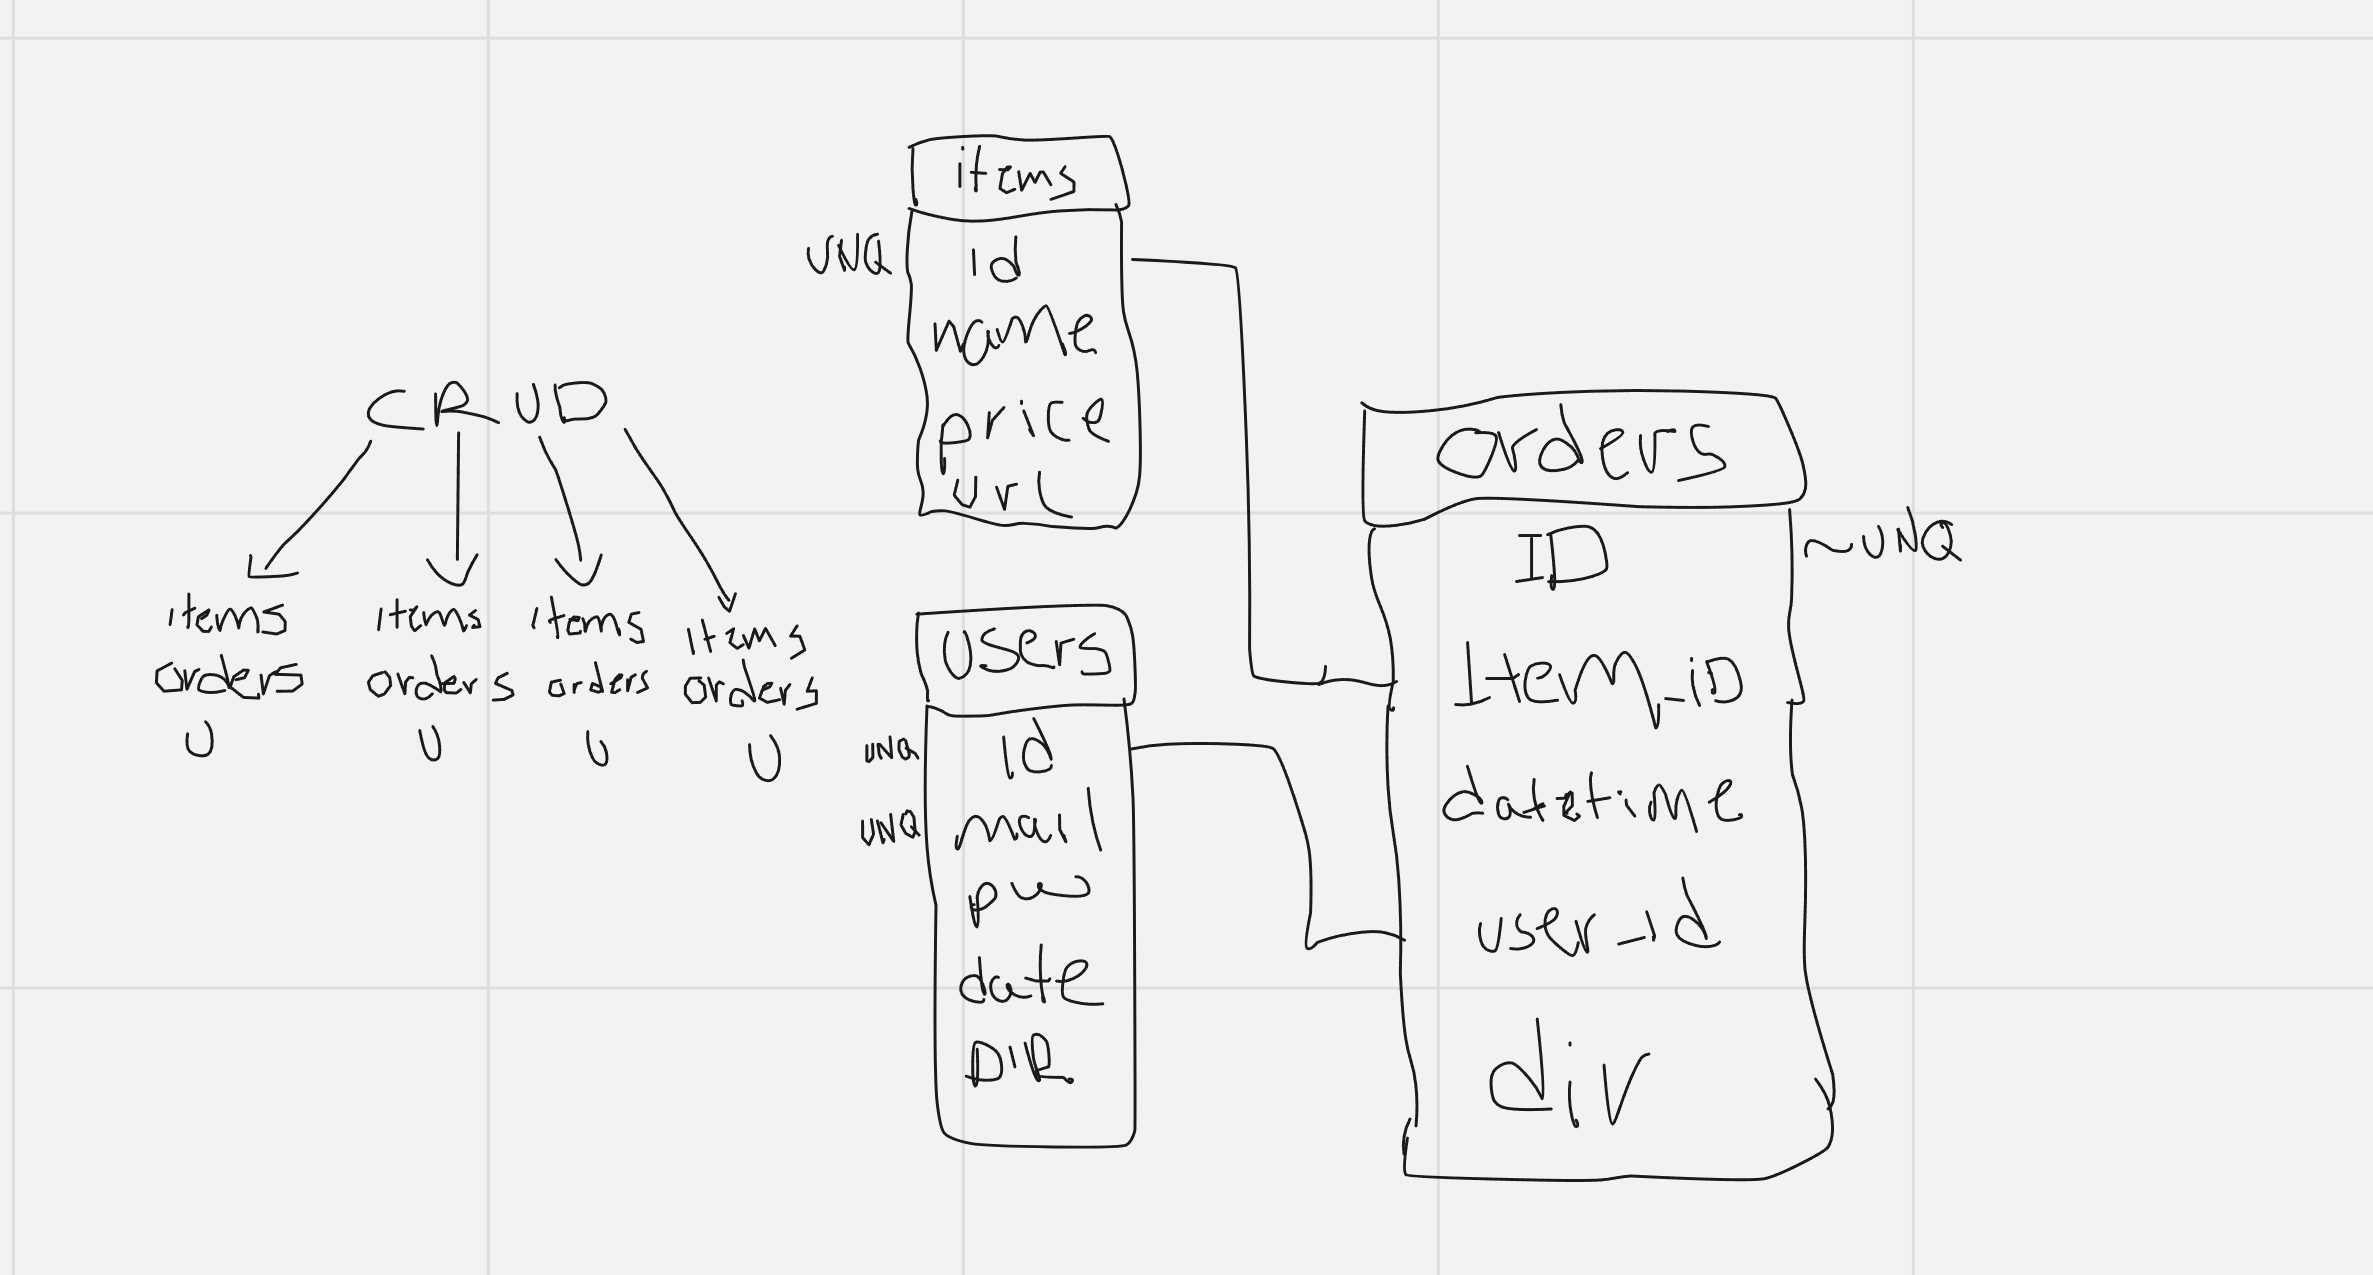 CRUD
items items items items
orders orders orders orders
U U U U
items
UNQ id
name
price
url
users
UNQ id
UNQ mail
pw
date
DIR
orders
ID ~UNQ
Item_iD
datetime
user_id
dir